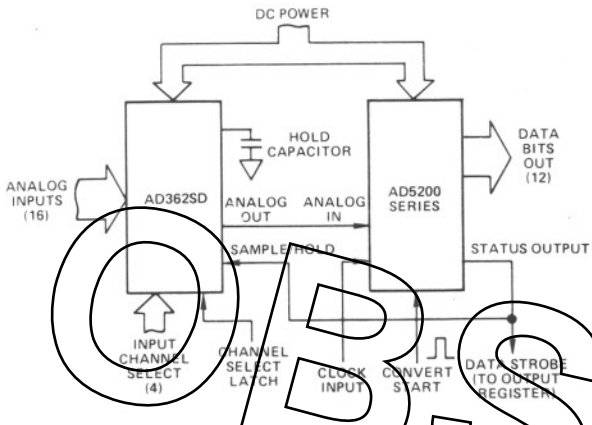 DC POWER
HOLD
CAPACITOR
DATA
BITS
OUT
(12)
ANALOG
INPUTS
(16)
AD362SD
ANALOG
OUT
ANALOG
IN
AD5200
SERIES
SAMPLE/HOLD
STATUS OUTPUT
INPUT
CHANNEL
SELECT
(4)
CHANNEL
SELECT
LATCH
CLOCK
INPUT
CONVERT
START
DATA STROBE
(TO OUTPUT
REGISTER)
OBS